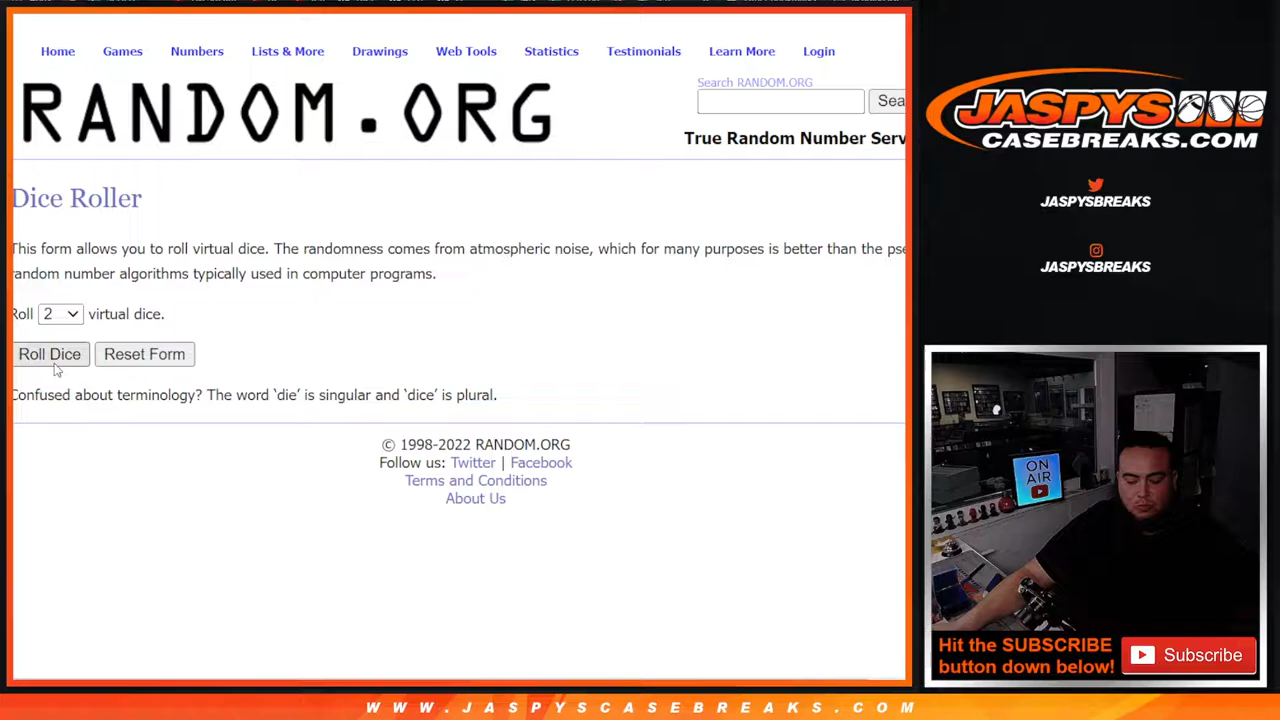 Home Games Numbers Lists & More Drawings Web Tools Statistics Testimonials Learn More Login
RANDOM.ORG
Search RANDOM.ORG
Sea
True Random Number Serv
Dice Roller
This form allows you to roll virtual dice. The randomness comes from atmospheric noise, which for many purposes is better than the pse
random number algorithms typically used in computer programs.
Roll 2 virtual dice.
Roll Dice Reset Form
Confused about terminology? The word ‘die’ is singular and ‘dice’ is plural.
© 1998-2022 RANDOM.ORG
Follow us: Twitter | Facebook
Terms and Conditions
About Us
JASPYS
CASEBREAKS.COM
JASPYSBREAKS
JASPYSBREAKS
ON
AIR
Hit the SUBSCRIBE
button down below!
Subscribe
WWW.JASPYSCASEBREAKS.COM